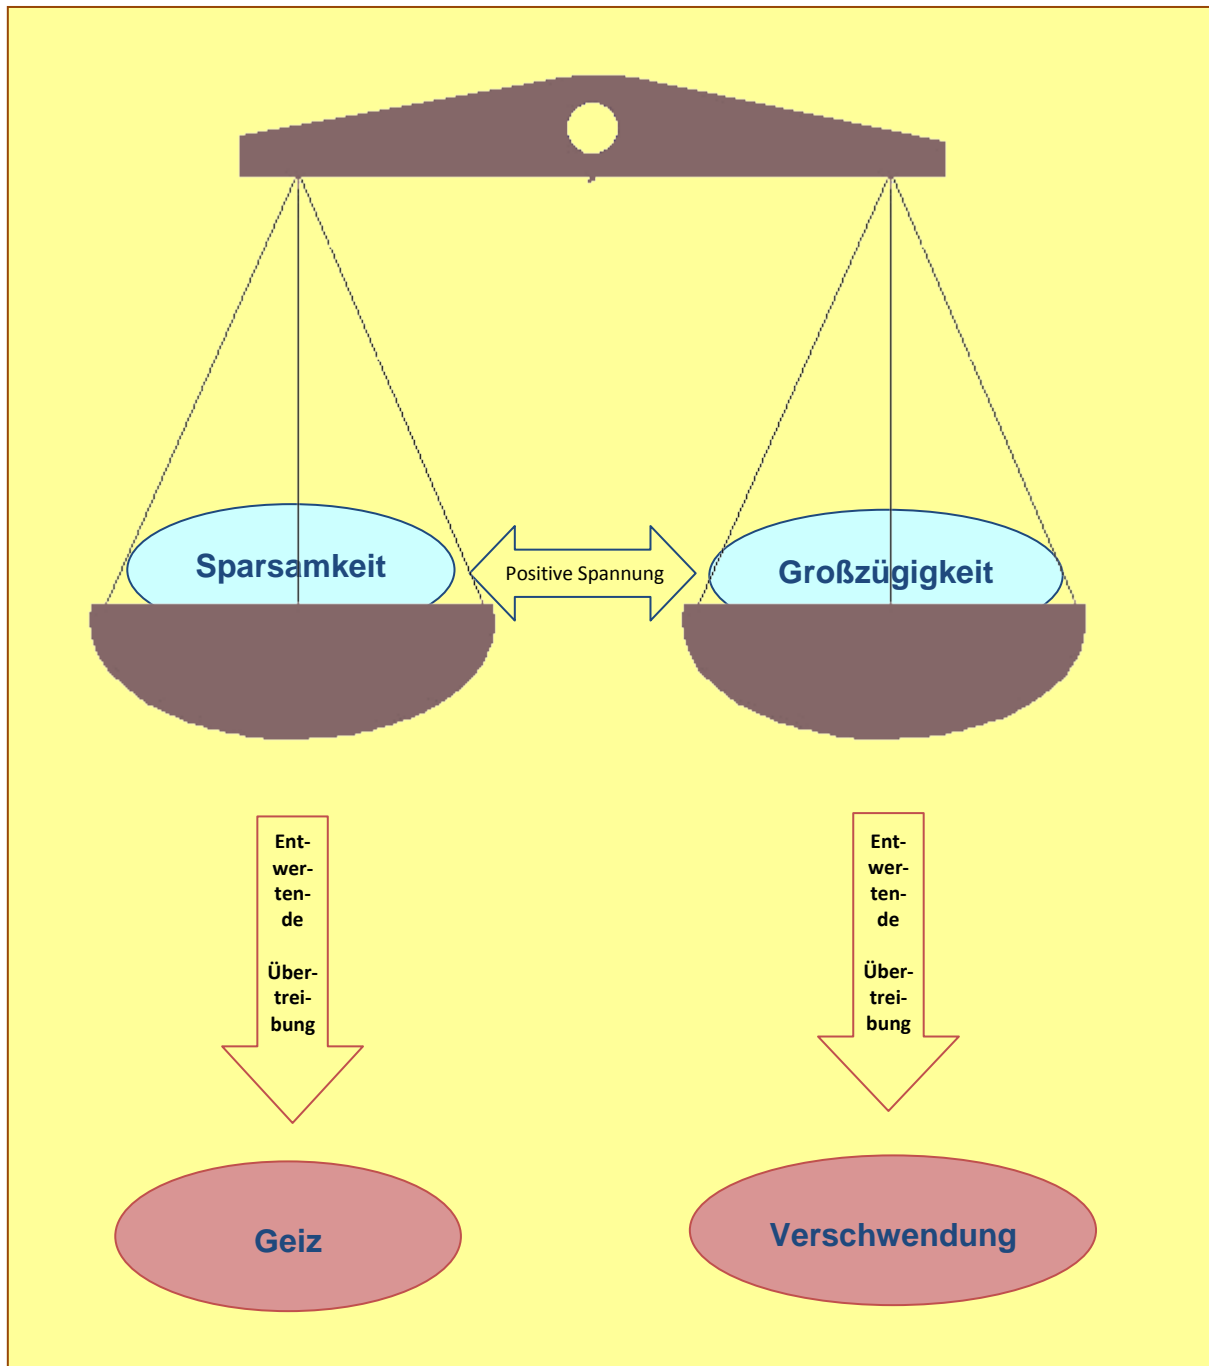 Sparsamkeit
Positive Spannung
Großzügigkeit
Ent-
wer-
ten-
de
Über-
trei-
bung
Ent-
wer-
ten-
de
Über-
trei-
bung
Geiz
Verschwendung